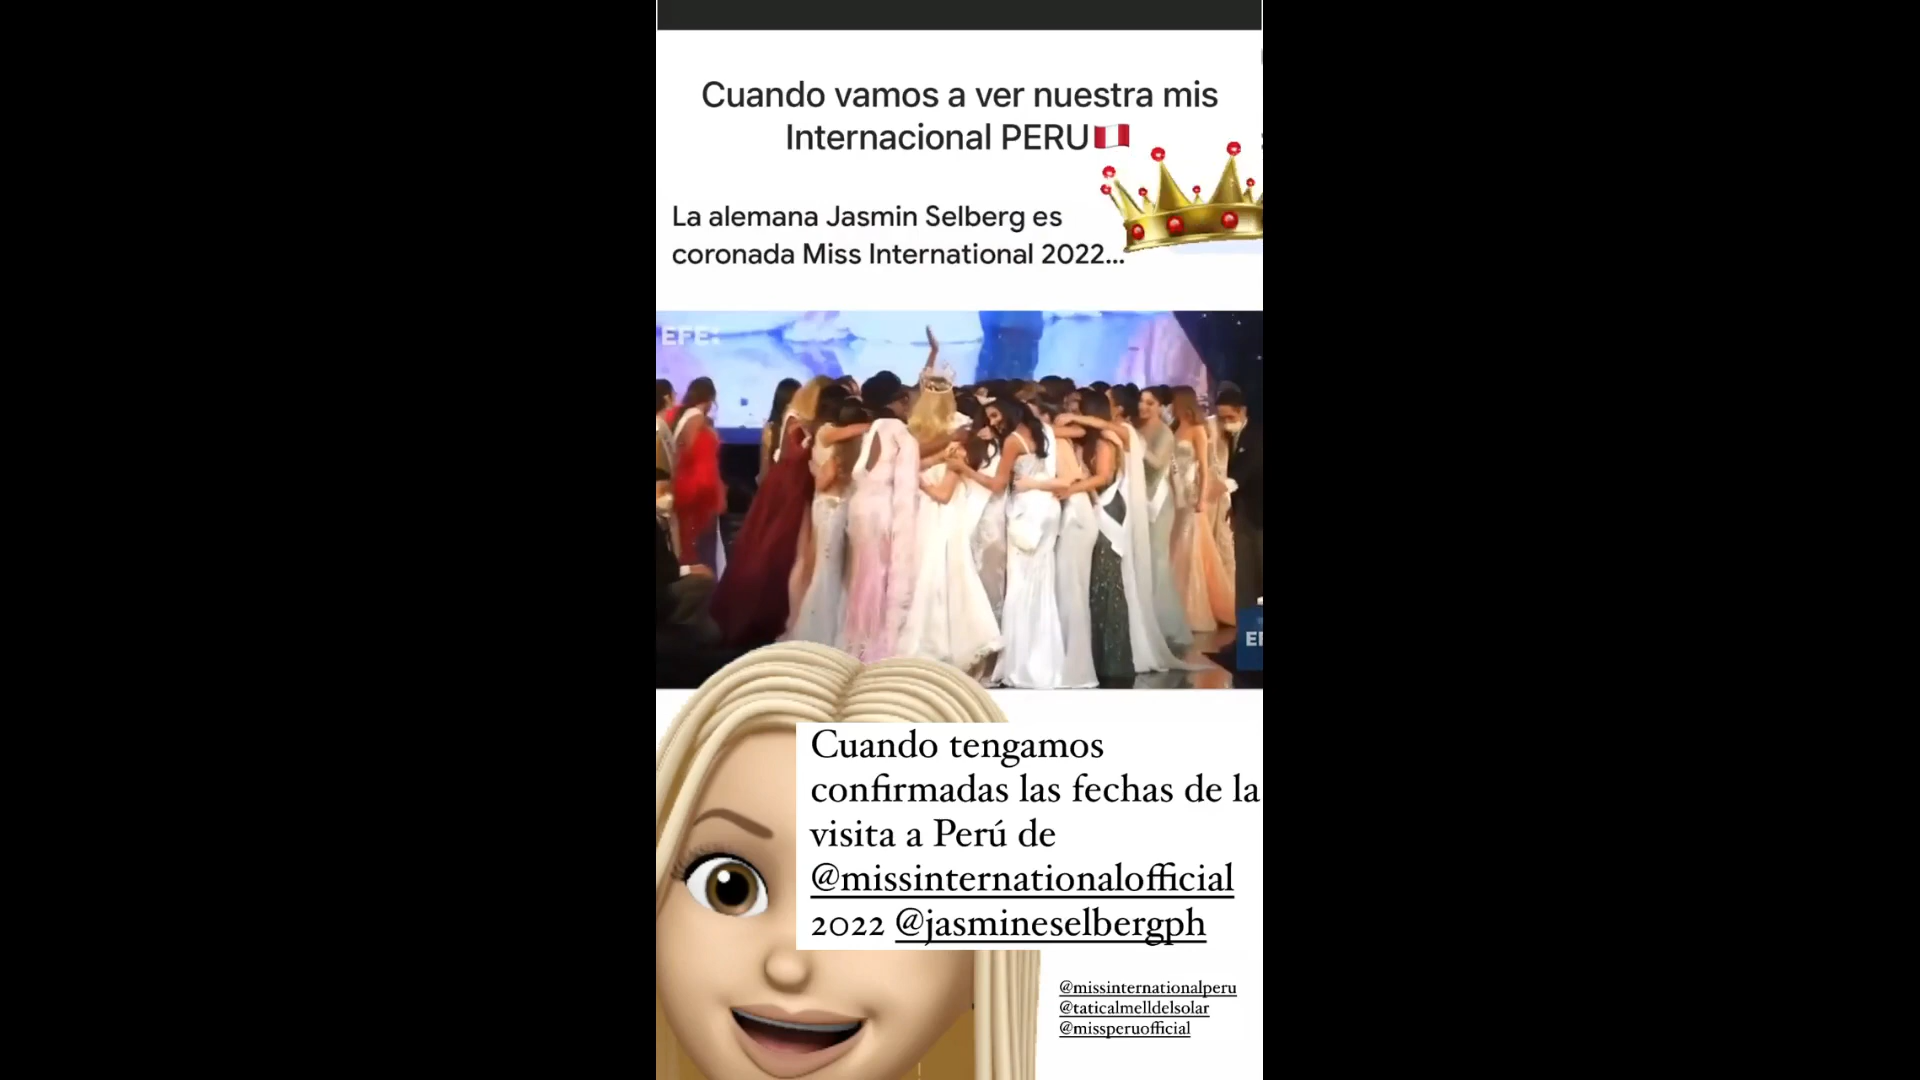 Cuando vamos a ver nuestra mis
Internacional PERU🇵🇪
La alemana Jasmin Selberg es
coronada Miss International 2022...
EFE:
Cuando tengamos
confirmadas las fechas de la
visita a Perú de
@missinternationalofficial
2022 @jasmineselbergph
@missinternationalperu
@taticalmelldelsolar
@missperuofficial